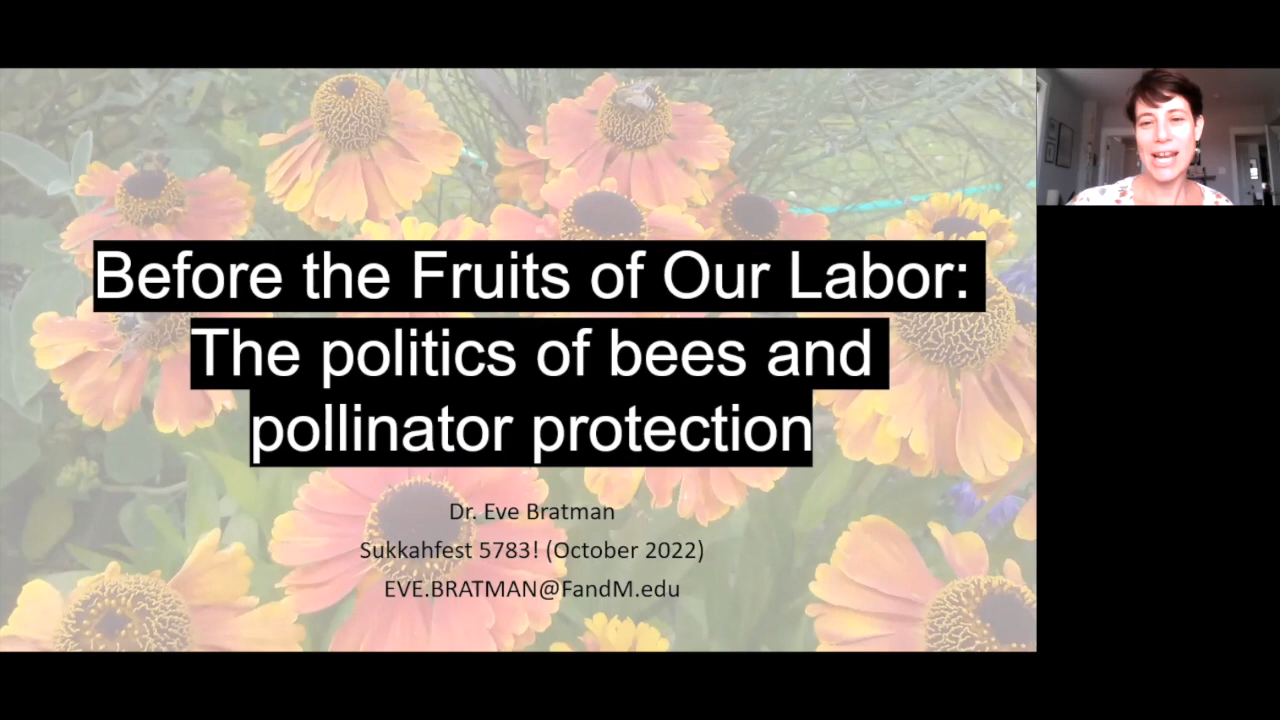 Before the Fruits of Our Labor:
The politics of bees and
pollinator protection
Dr. Eve Bratman
Sukkahfest 5783! (October 2022)
EVE.BRATMAN@FandM.edu